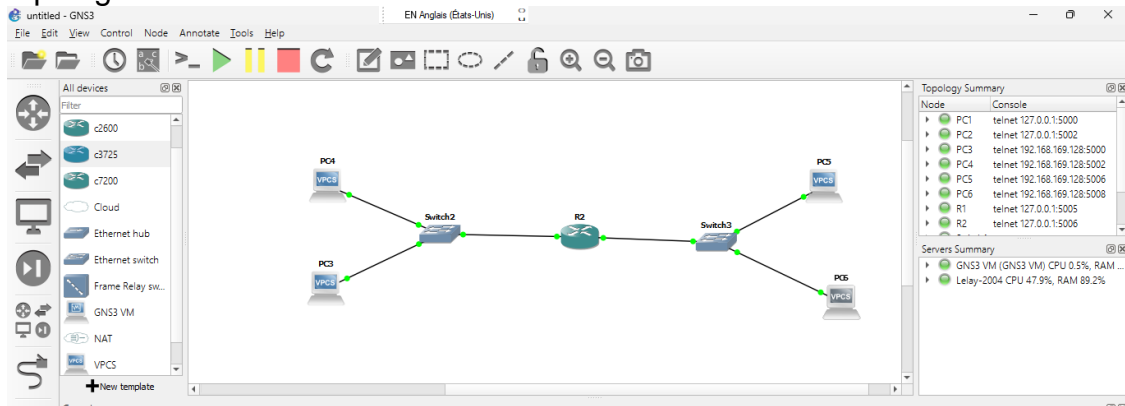 untitled - GNS3
EN Anglais (États-Unis)
File Edit View Control Node Annotate Tools Help
All devices
Filter
c2600
c3725
c7200
Cloud
Ethernet hub
Ethernet switch
Frame Relay sw...
GNS3 VM
NAT
VPCS
New template
PC4
VPCS
PC3
VPCS
Switch2
R2
Switch3
PC5
VPCS
PC6
VPCS
Topology Summary
Node Console
PC1 telnet 127.0.0.1:5000
PC2 telnet 127.0.0.1:5002
PC3 telnet 192.168.169.128:5000
PC4 telnet 192.168.169.128:5002
PC5 telnet 192.168.169.128:5006
PC6 telnet 192.168.169.128:5008
R1 telnet 127.0.0.1:5005
R2 telnet 127.0.0.1:5006
Servers Summary
GNS3 VM (GNS3 VM) CPU 0.5%, RAM ...
Lelay-2004 CPU 47.9%, RAM 89.2%